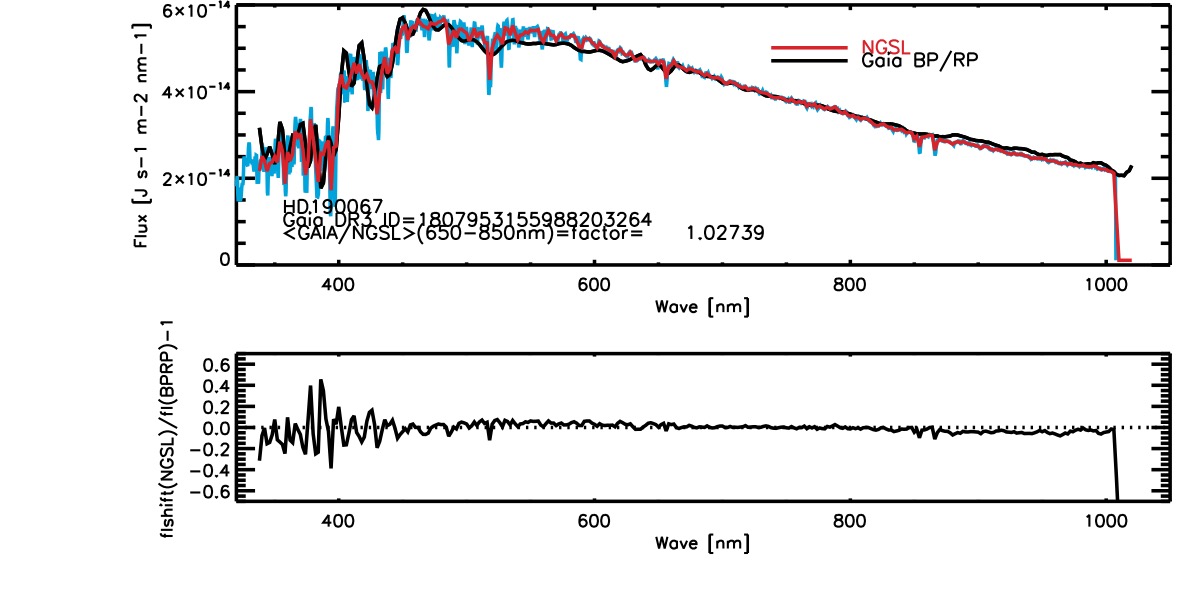 6×10−14
4×10−14
2×10−14
0
Flux [J s−1 m−2 nm−1]
NGSL
Gaia BP/RP
HD190067
Gaia DR3 ID=1807953155988203264
<GAIA/NGSL>(650−850nm)=factor= 1.02739
400 600 800 1000
Wave [nm]
flshift(NGSL)/fl(BPRP)−1
0.6
0.4
0.2
0.0
−0.2
−0.4
−0.6
400 600 800 1000
Wave [nm]